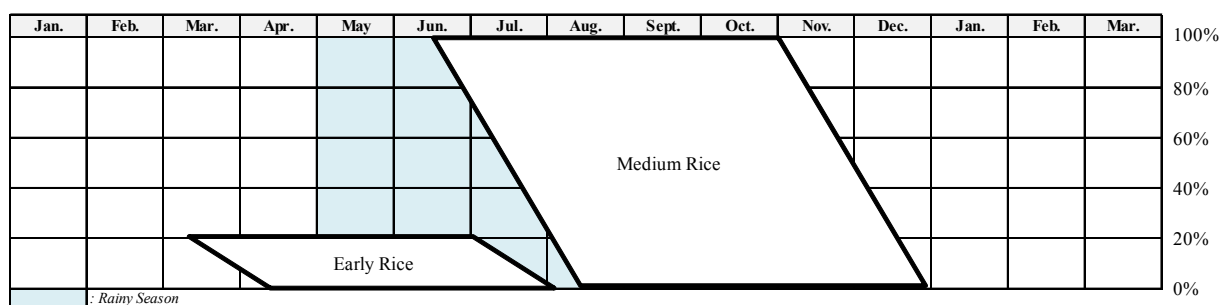 Jan. Feb. Mar. Apr. May Jun. Jul. Aug. Sept. Oct. Nov. Dec. Jan. Feb. Mar.
100%
80%
60%
Medium Rice
40%
20%
Early Rice
0%
: Rainy Season